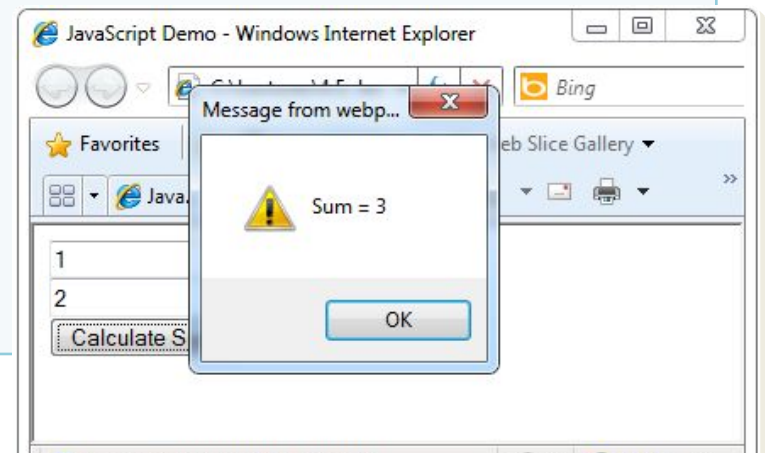 JavaScript Demo - Windows Internet Explorer
Bing
Message from webp...
Favorites
eb Slice Gallery
Java.
Sum = 3
1
2
OK
Calculate S